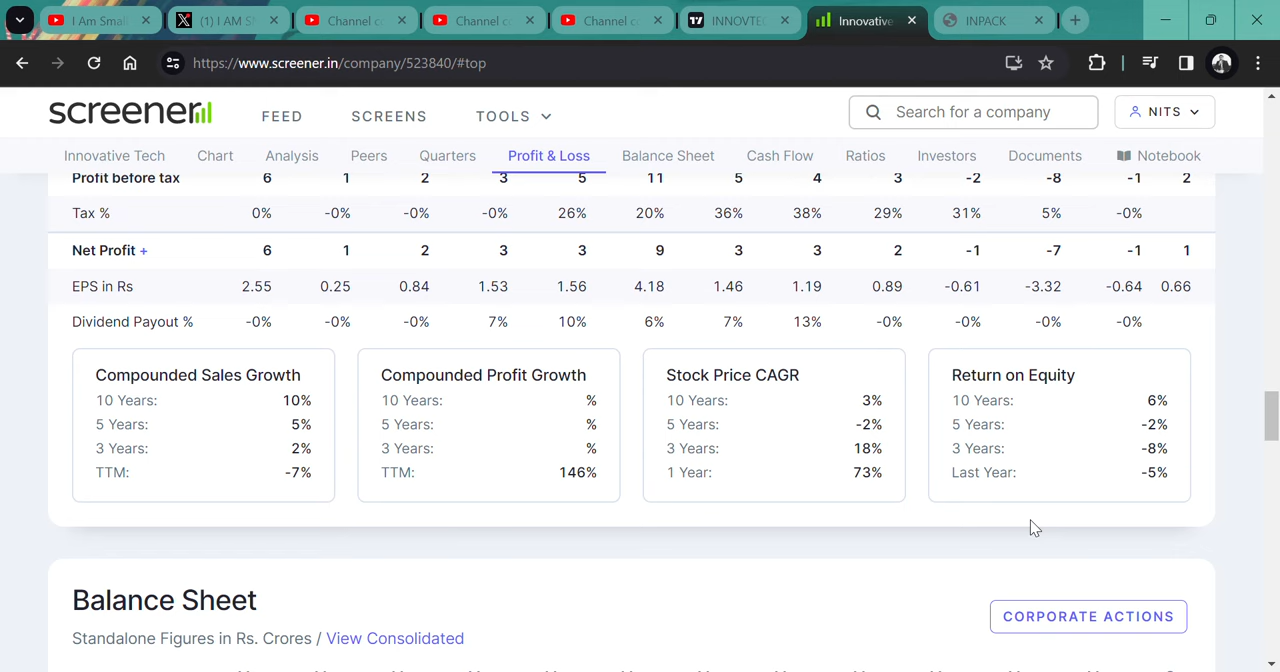 I Am Small
(1) I AM S
Channel c
Channel c
Channel c
INNOVTE
Innovative
INPACK
https://www.screener.in/company/523840/#top
screener
FEED
SCREENS
TOOLS
Search for a company
NITS
Innovative Tech Chart Analysis Peers Quarters Profit & Loss Balance Sheet Cash Flow Ratios Investors Documents Notebook
Profit before tax 6 1 2 3 5 11 5 4 3 -2 -8 -1 2
Tax % 0% -0% -0% -0% 26% 20% 36% 38% 29% 31% 5% -0%
Net Profit + 6 1 2 3 3 9 3 3 2 -1 -7 -1 1
EPS in Rs 2.55 0.25 0.84 1.53 1.56 4.18 1.46 1.19 0.89 -0.61 -3.32 -0.64 0.66
Dividend Payout % -0% -0% -0% 7% 10% 6% 7% 13% -0% -0% -0% -0%
Compounded Sales Growth
10 Years: 10%
5 Years: 5%
3 Years: 2%
TTM: -7%
Compounded Profit Growth
10 Years: %
5 Years: %
3 Years: %
TTM: 146%
Stock Price CAGR
10 Years: 3%
5 Years: -2%
3 Years: 18%
1 Year: 73%
Return on Equity
10 Years: 6%
5 Years: -2%
3 Years: -8%
Last Year: -5%
Balance Sheet
CORPORATE ACTIONS
Standalone Figures in Rs. Crores / View Consolidated